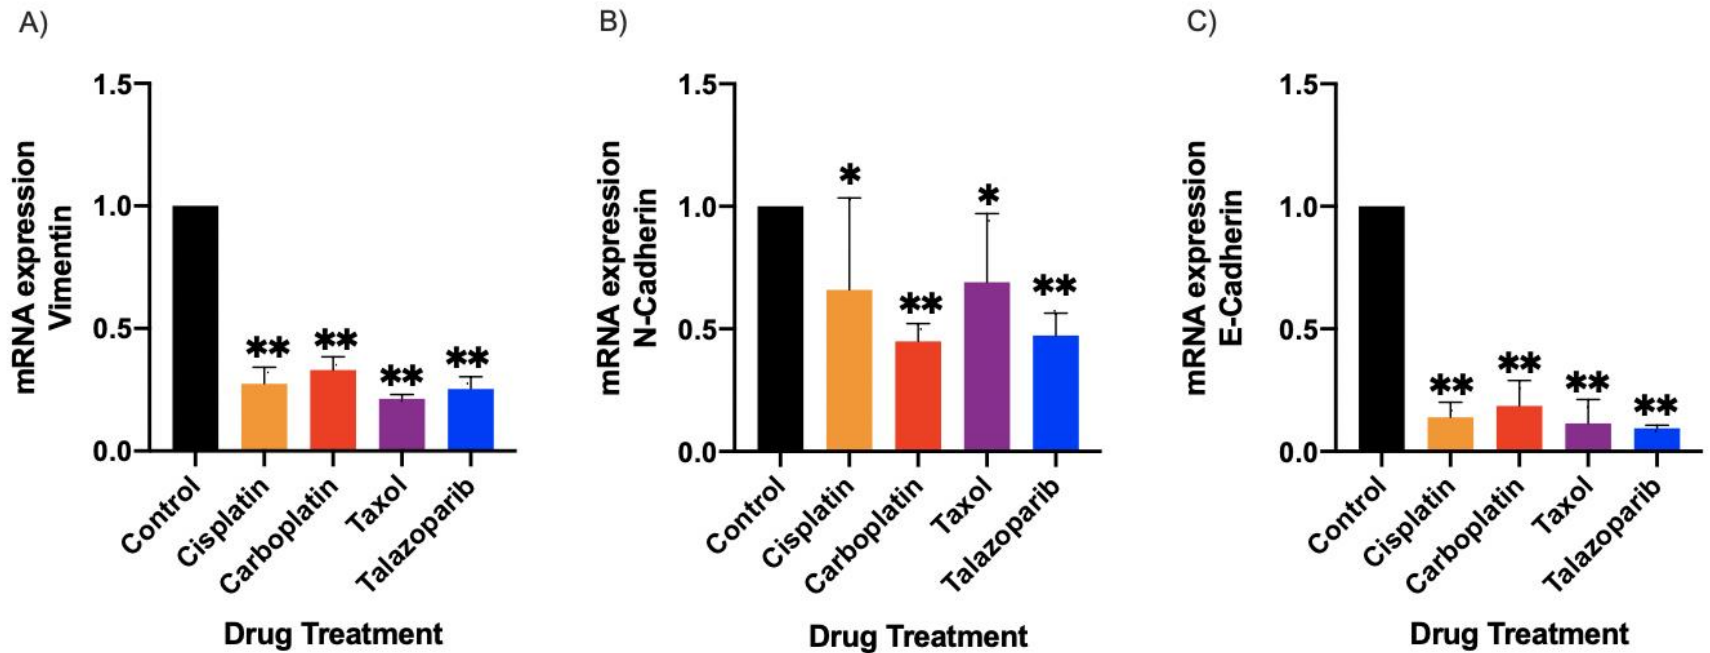 A)
mRNA expression
Vimentin
1.5
1.0
0.5
0.0
**
**
**
**
Control
Cisplatin
Carboplatin
Taxol
Talazoparib
Drug Treatment
B)
mRNA expression
N-Cadherin
1.5
1.0
0.5
0.0
*
**
*
**
Control
Cisplatin
Carboplatin
Taxol
Talazoparib
Drug Treatment
C)
mRNA expression
E-Cadherin
1.5
1.0
0.5
0.0
**
**
**
**
Control
Cisplatin
Carboplatin
Taxol
Talazoparib
Drug Treatment